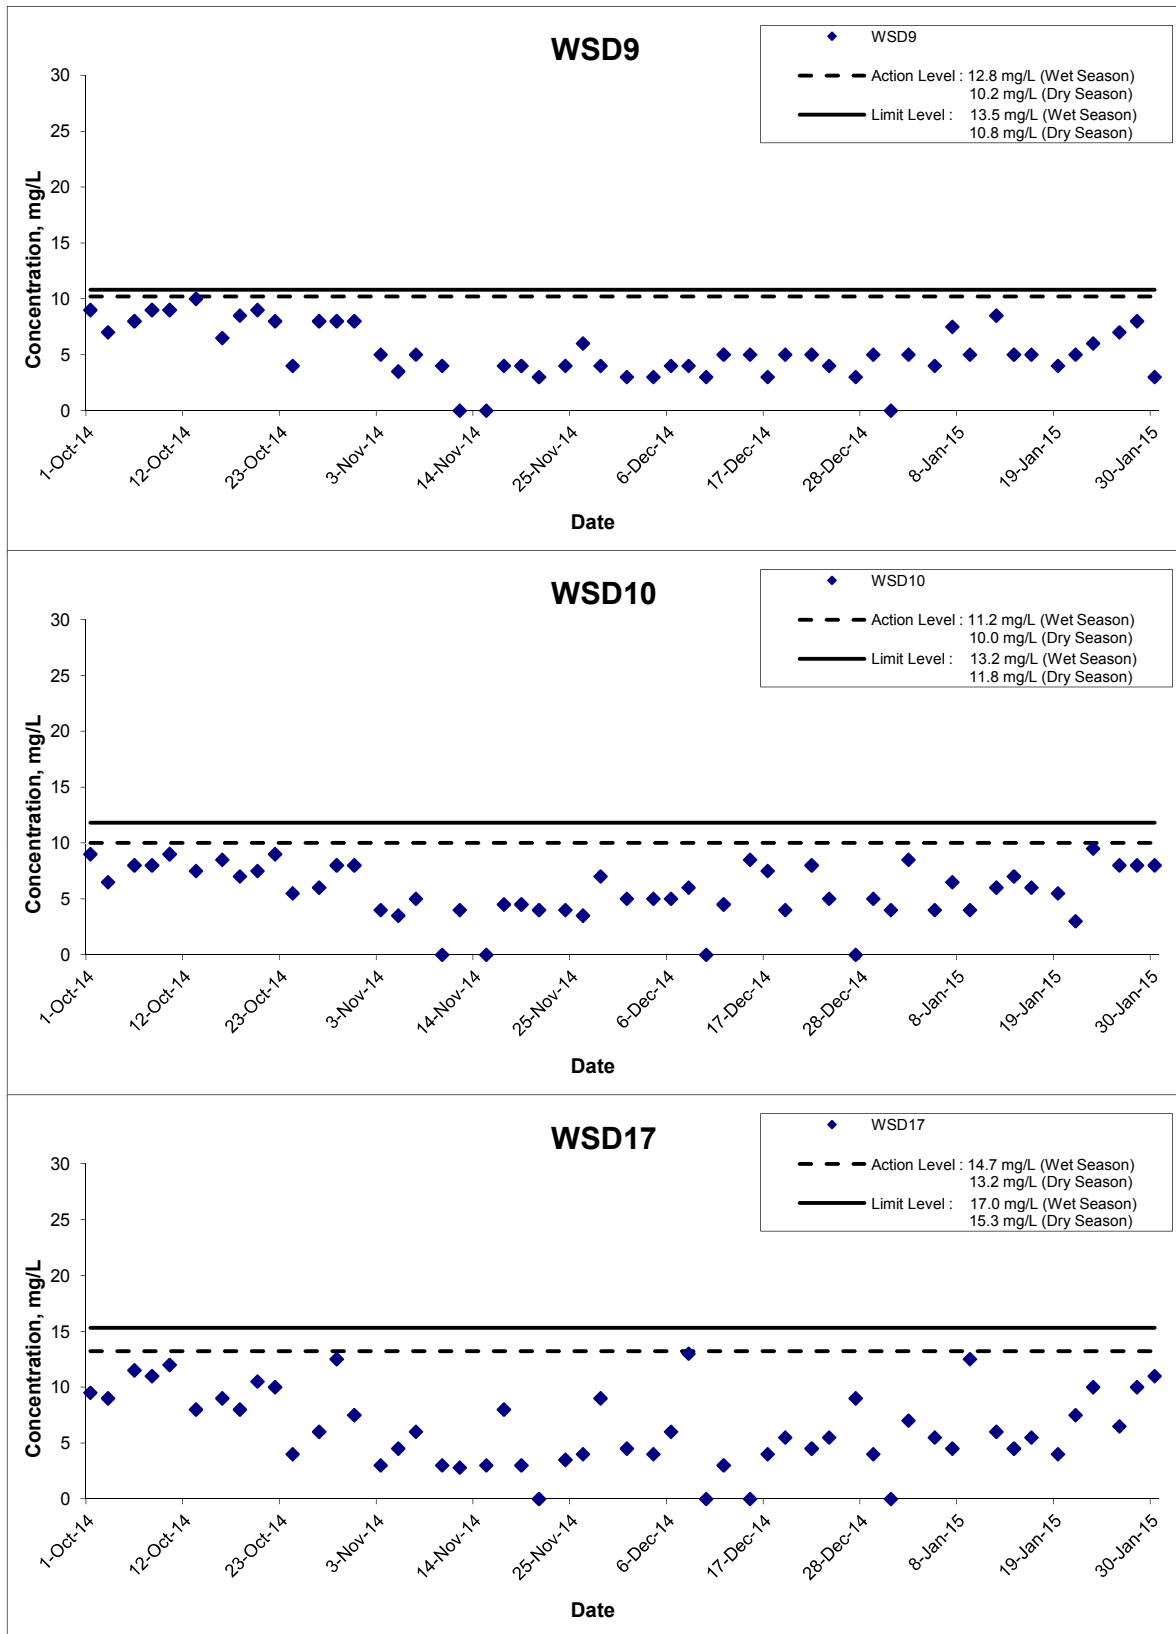 WSD9
WSD9
Action Level : 12.8 mg/L (Wet Season)
10.2 mg/L (Dry Season)
Limit Level : 13.5 mg/L (Wet Season)
10.8 mg/L (Dry Season)
30
25
20
15
10
5
0
Concentration, mg/L
1-Oct-14
12-Oct-14
23-Oct-14
3-Nov-14
14-Nov-14
25-Nov-14
6-Dec-14
17-Dec-14
28-Dec-14
8-Jan-15
19-Jan-15
30-Jan-15
Date
WSD10
WSD10
Action Level : 11.2 mg/L (Wet Season)
10.0 mg/L (Dry Season)
Limit Level : 13.2 mg/L (Wet Season)
11.8 mg/L (Dry Season)
30
25
20
15
10
5
0
Concentration, mg/L
1-Oct-14
12-Oct-14
23-Oct-14
3-Nov-14
14-Nov-14
25-Nov-14
6-Dec-14
17-Dec-14
28-Dec-14
8-Jan-15
19-Jan-15
30-Jan-15
Date
WSD17
WSD17
Action Level : 14.7 mg/L (Wet Season)
13.2 mg/L (Dry Season)
Limit Level : 17.0 mg/L (Wet Season)
15.3 mg/L (Dry Season)
30
25
20
15
10
5
0
Concentration, mg/L
1-Oct-14
12-Oct-14
23-Oct-14
3-Nov-14
14-Nov-14
25-Nov-14
6-Dec-14
17-Dec-14
28-Dec-14
8-Jan-15
19-Jan-15
30-Jan-15
Date